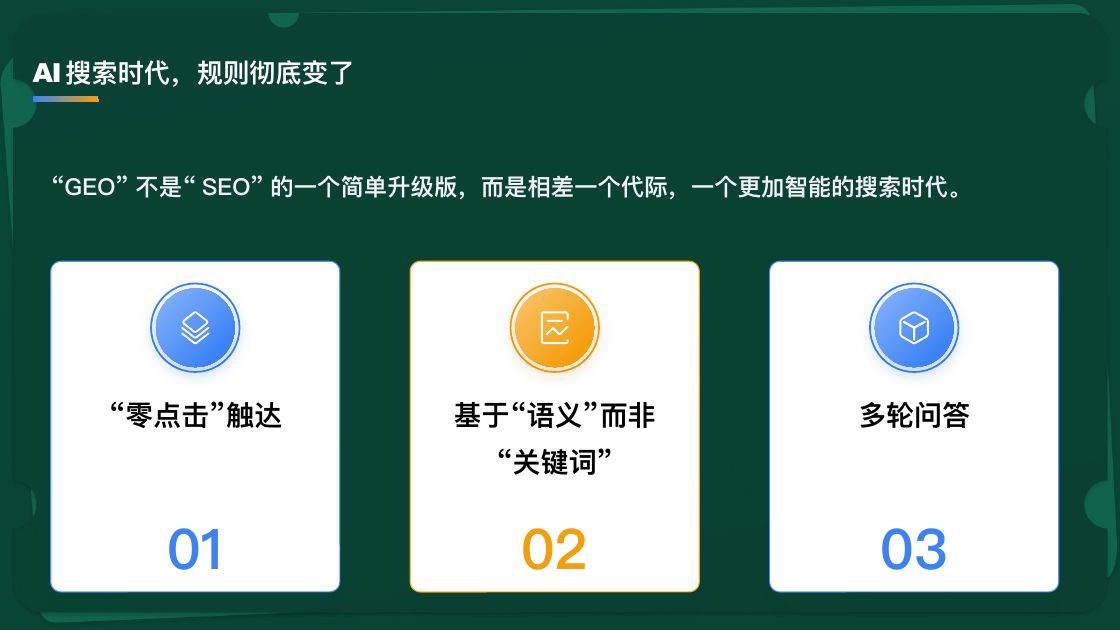 AI 搜索时代，规则彻底变了
“GEO” 不是“ SEO” 的一个简单升级版，而是相差一个代际，一个更加智能的搜索时代。
“零点击”触达
01
基于“语义”而非
“关键词”
02
多轮问答
03